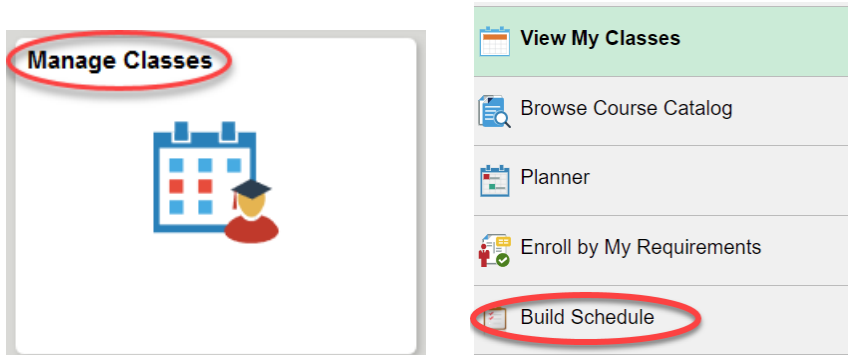 Manage Classes
View My Classes
Browse Course Catalog
Planner
Enroll by My Requirements
Build Schedule